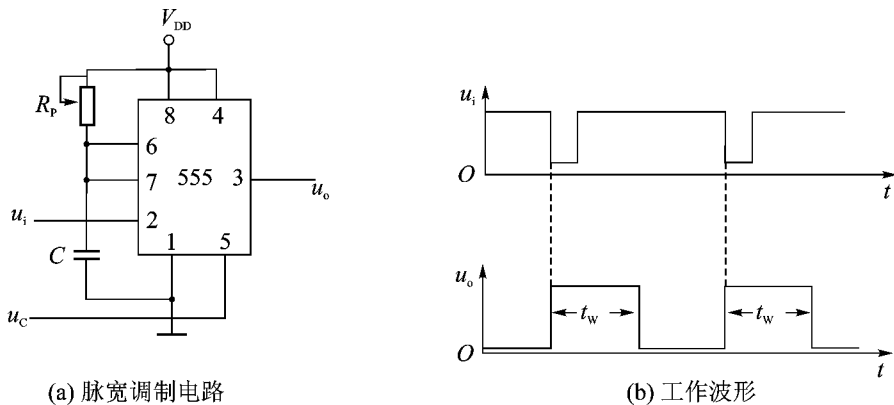 V_DD
R_P
8 4
6
7 555 3
u_o
u_i
2
1 5
C
u_C
(a) 脉宽调制电路
u_i
O
t
u_o
t_W t_W
O
t
(b) 工作波形